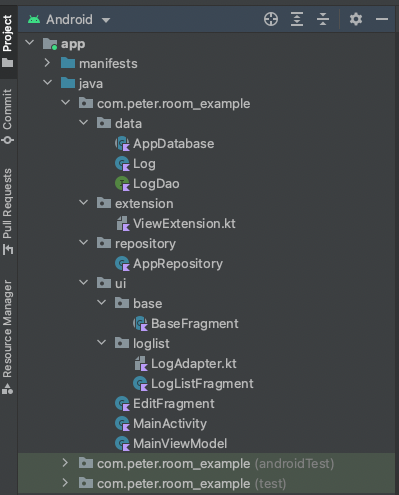 Android
app
manifests
java
com.peter.room_example
data
AppDatabase
Log
LogDao
extension
ViewExtension.kt
repository
AppRepository
ui
base
BaseFragment
loglist
LogAdapter.kt
LogListFragment
EditFragment
MainActivity
MainViewModel
com.peter.room_example (androidTest)
com.peter.room_example (test)
Project
Commit
Pull Requests
Resource Manager